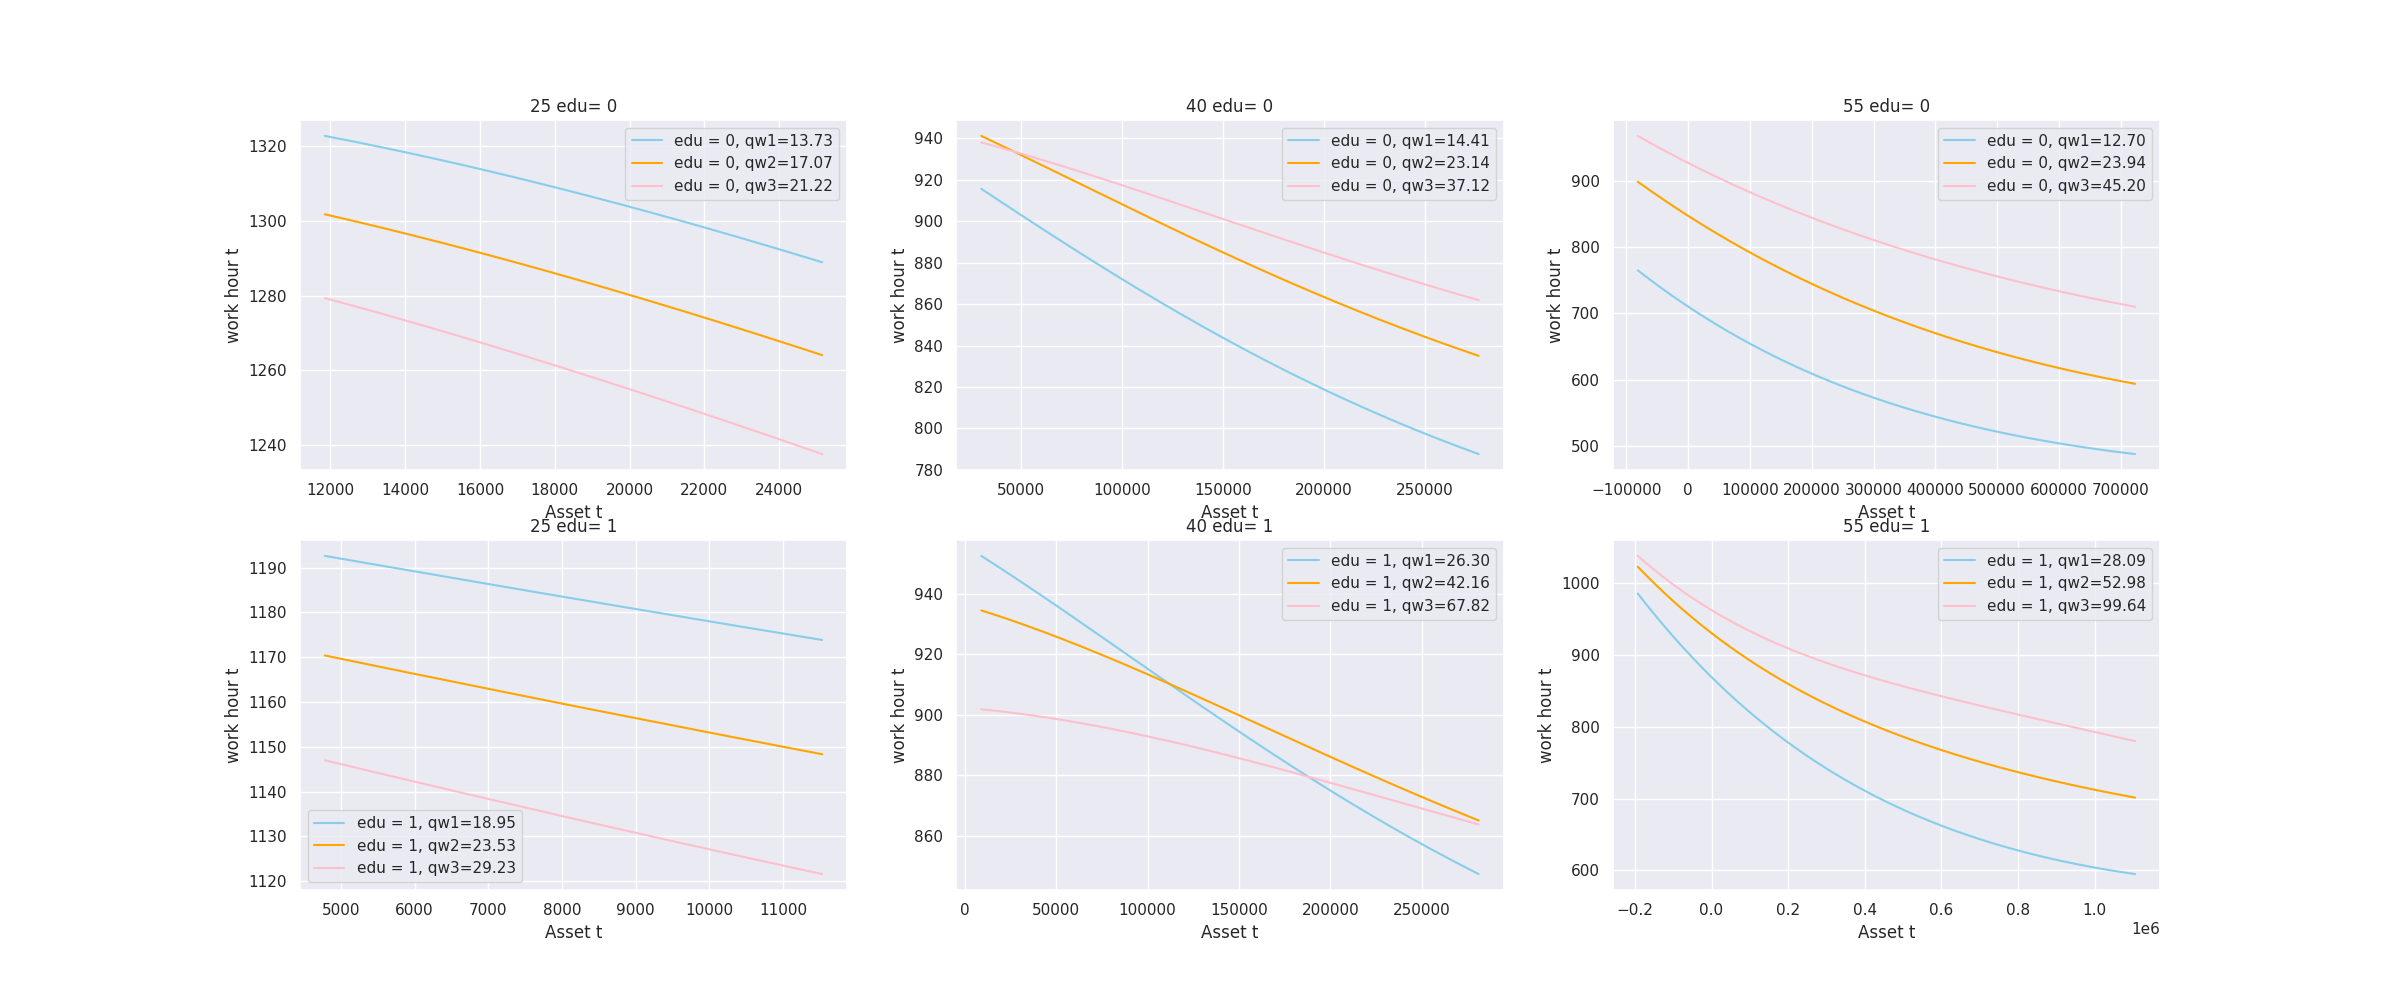 25 edu= 0
edu = 0, qw1=13.73
edu = 0, qw2=17.07
edu = 0, qw3=21.22
work hour t
1320
1300
1280
1260
1240
12000 14000 16000 18000 20000 22000 24000
Asset t
40 edu= 0
edu = 0, qw1=14.41
edu = 0, qw2=23.14
edu = 0, qw3=37.12
work hour t
940
920
900
880
860
840
820
800
780
50000 100000 150000 200000 250000
Asset t
55 edu= 0
edu = 0, qw1=12.70
edu = 0, qw2=23.94
edu = 0, qw3=45.20
work hour t
900
800
700
600
500
−100000 0 100000 200000 300000 400000 500000 600000 700000
Asset t
25 edu= 1
edu = 1, qw1=18.95
edu = 1, qw2=23.53
edu = 1, qw3=29.23
work hour t
1190
1180
1170
1160
1150
1140
1130
1120
5000 6000 7000 8000 9000 10000 11000
Asset t
40 edu= 1
edu = 1, qw1=26.30
edu = 1, qw2=42.16
edu = 1, qw3=67.82
work hour t
940
920
900
880
860
0 50000 100000 150000 200000 250000
Asset t
55 edu= 1
edu = 1, qw1=28.09
edu = 1, qw2=52.98
edu = 1, qw3=99.64
work hour t
1000
900
800
700
600
−0.2 0.0 0.2 0.4 0.6 0.8 1.0
1e6
Asset t